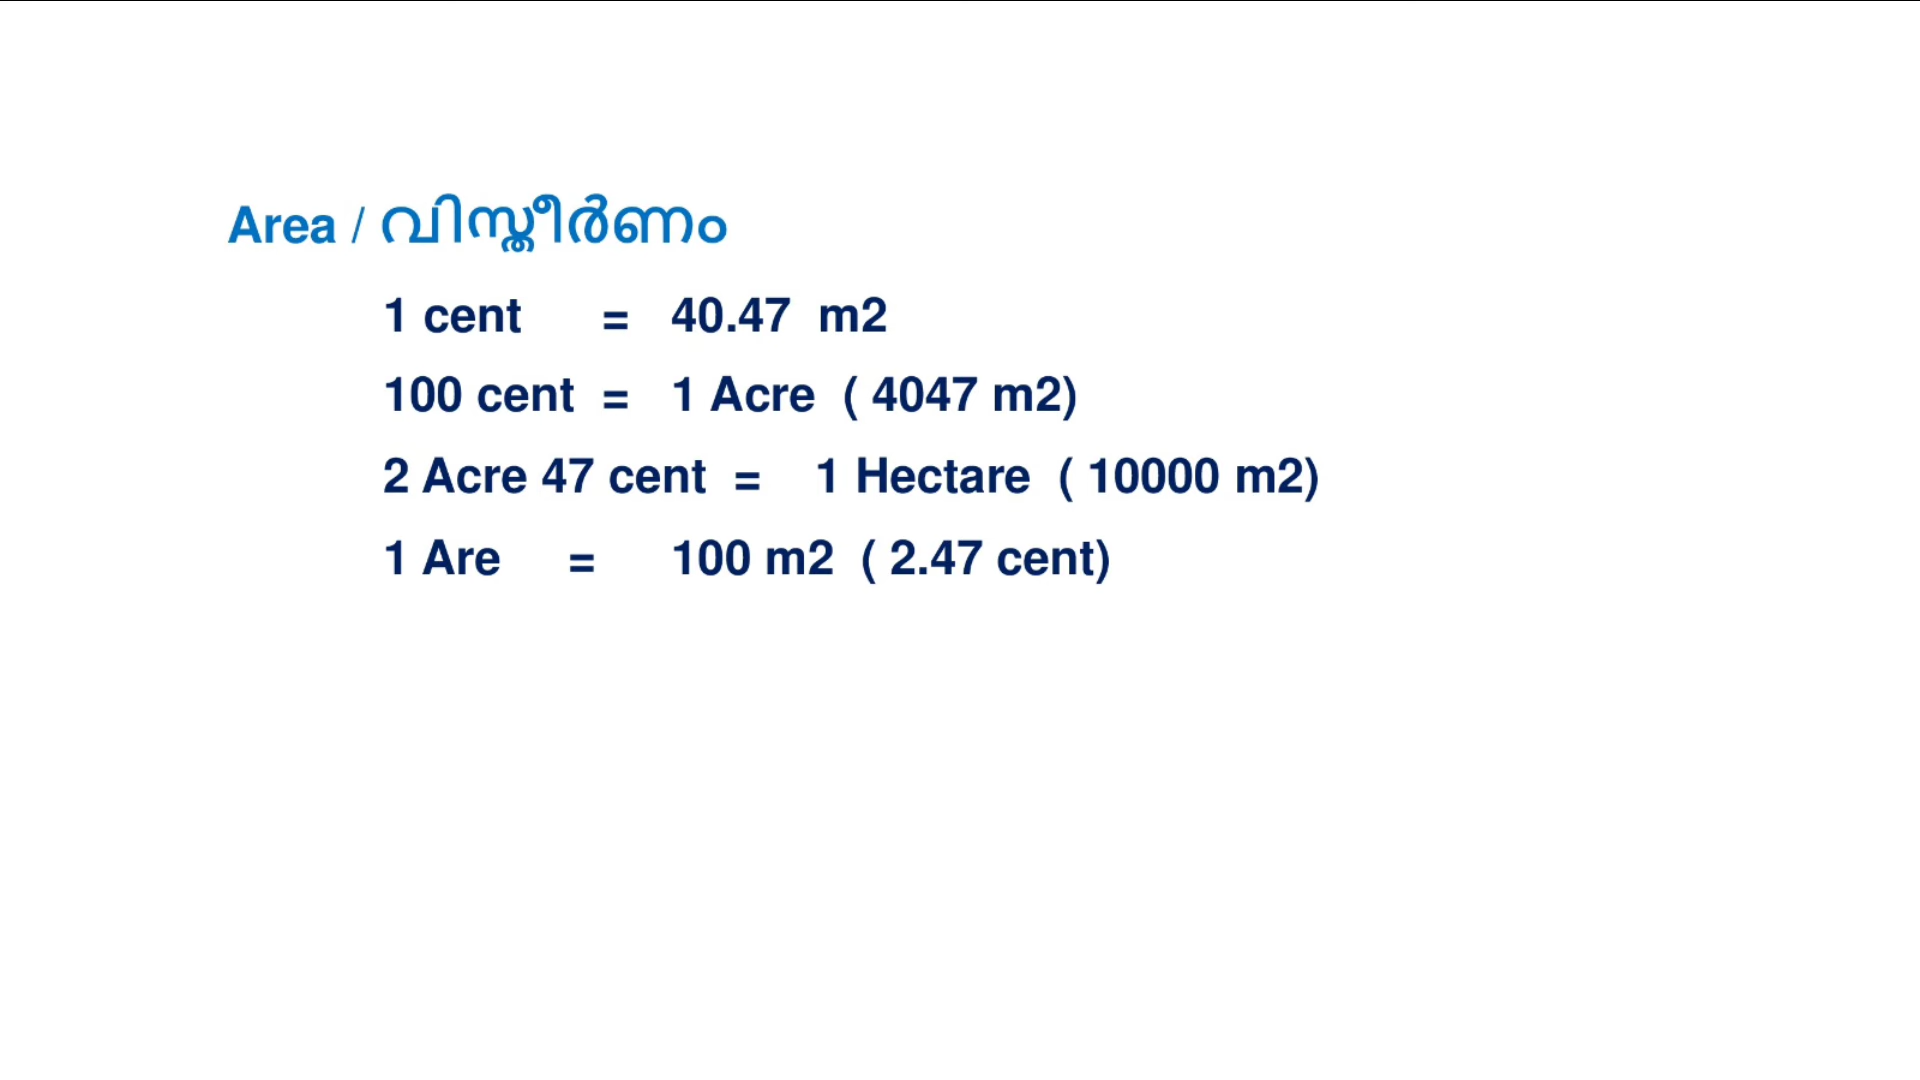 Area / വിസ്തീർണം
1 cent = 40.47 m2
100 cent = 1 Acre ( 4047 m2)
2 Acre 47 cent = 1 Hectare ( 10000 m2)
1 Are = 100 m2 ( 2.47 cent)